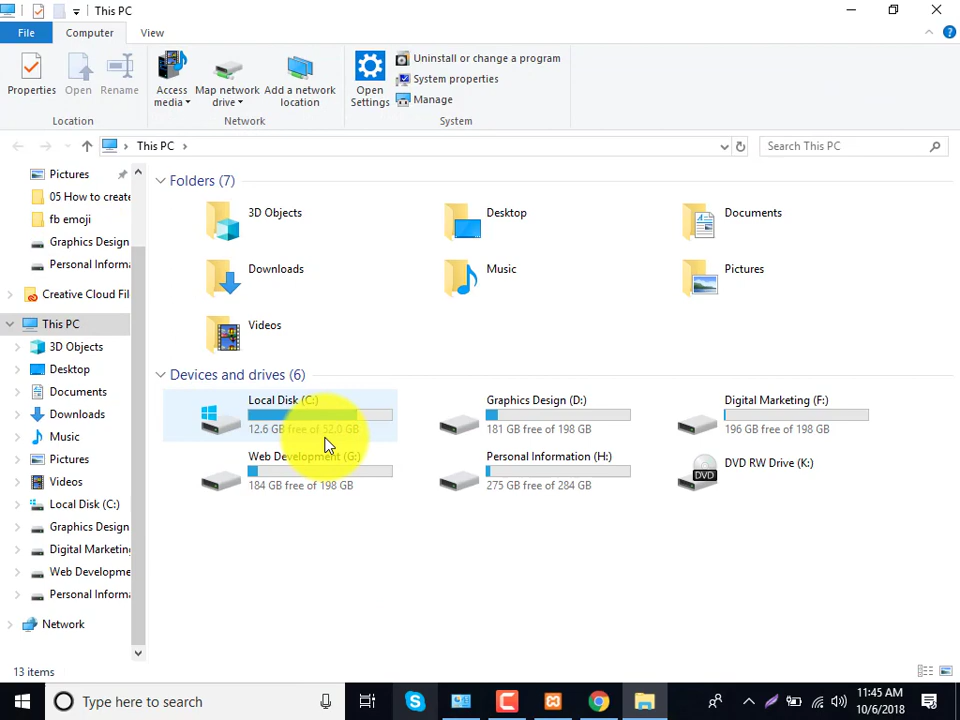 This PC
File Computer View
Properties Open Rename
Access media Map network drive Add a network location
Open Settings
Uninstall or change a program
System properties
Manage
Location Network System
This PC
Search This PC
Pictures
05 How to create
fb emoji
Graphics Design
Personal Inform
Creative Cloud Fil
This PC
3D Objects
Desktop
Documents
Downloads
Music
Pictures
Videos
Local Disk (C:)
Graphics Design
Digital Marketing
Web Developme
Personal Informa
Network
Folders (7)
3D Objects
Desktop
Documents
Downloads
Music
Pictures
Videos
Devices and drives (6)
Local Disk (C:)
12.6 GB free of 52.0 GB
Graphics Design (D:)
181 GB free of 198 GB
Digital Marketing (F:)
196 GB free of 198 GB
Web Development (G:)
184 GB free of 198 GB
Personal Information (H:)
275 GB free of 284 GB
DVD
DVD RW Drive (K:)
13 items
Type here to search
11:45 AM
10/6/2018